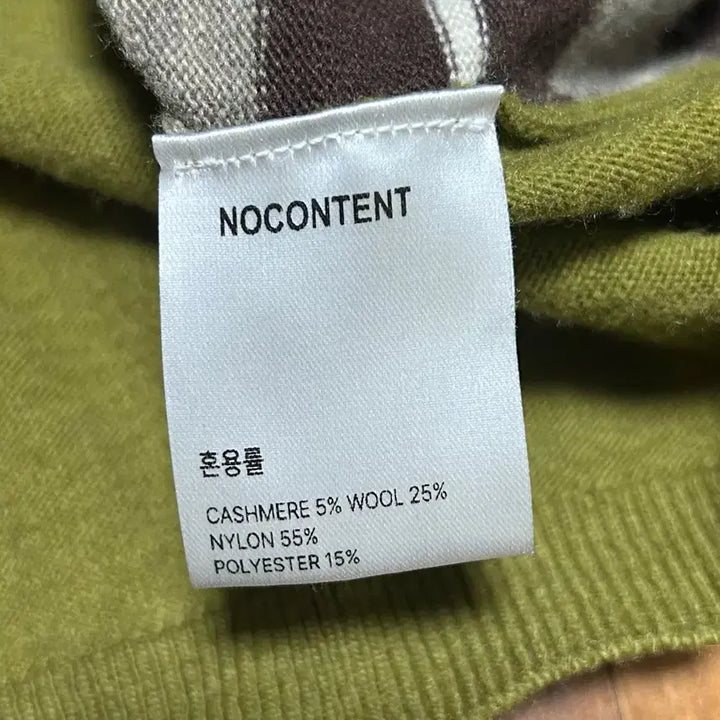 NOCONTENT
혼용률
CASHMERE 5% WOOL 25%
NYLON 55%
POLYESTER 15%